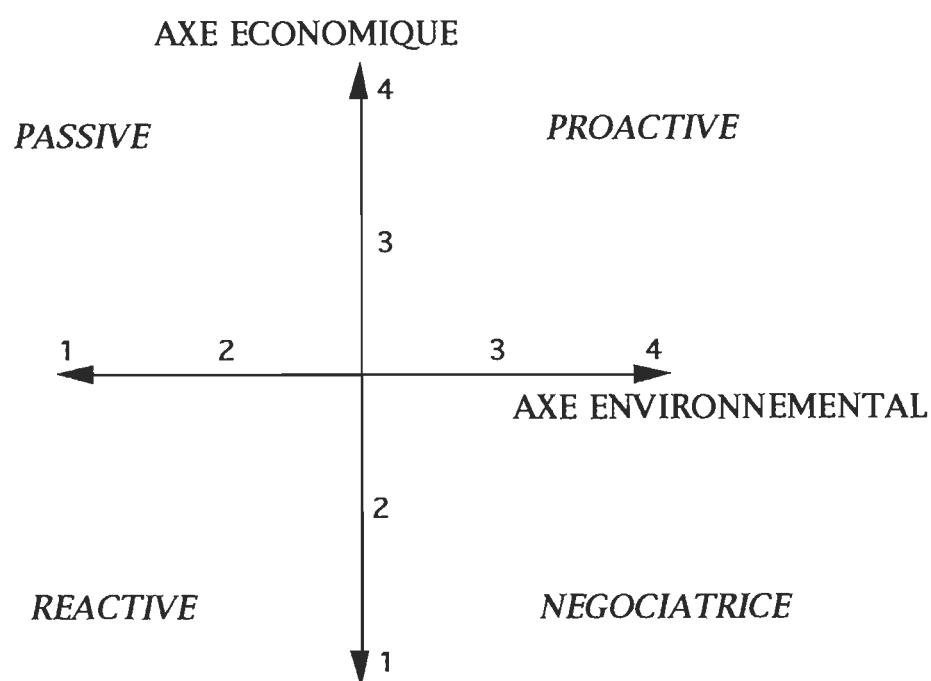 AXE ECONOMIQUE
4
PASSIVE
PROACTIVE
3
1 2 3 4
AXE ENVIRONNEMENTAL
2
REACTIVE
NEGOCIATRICE
1